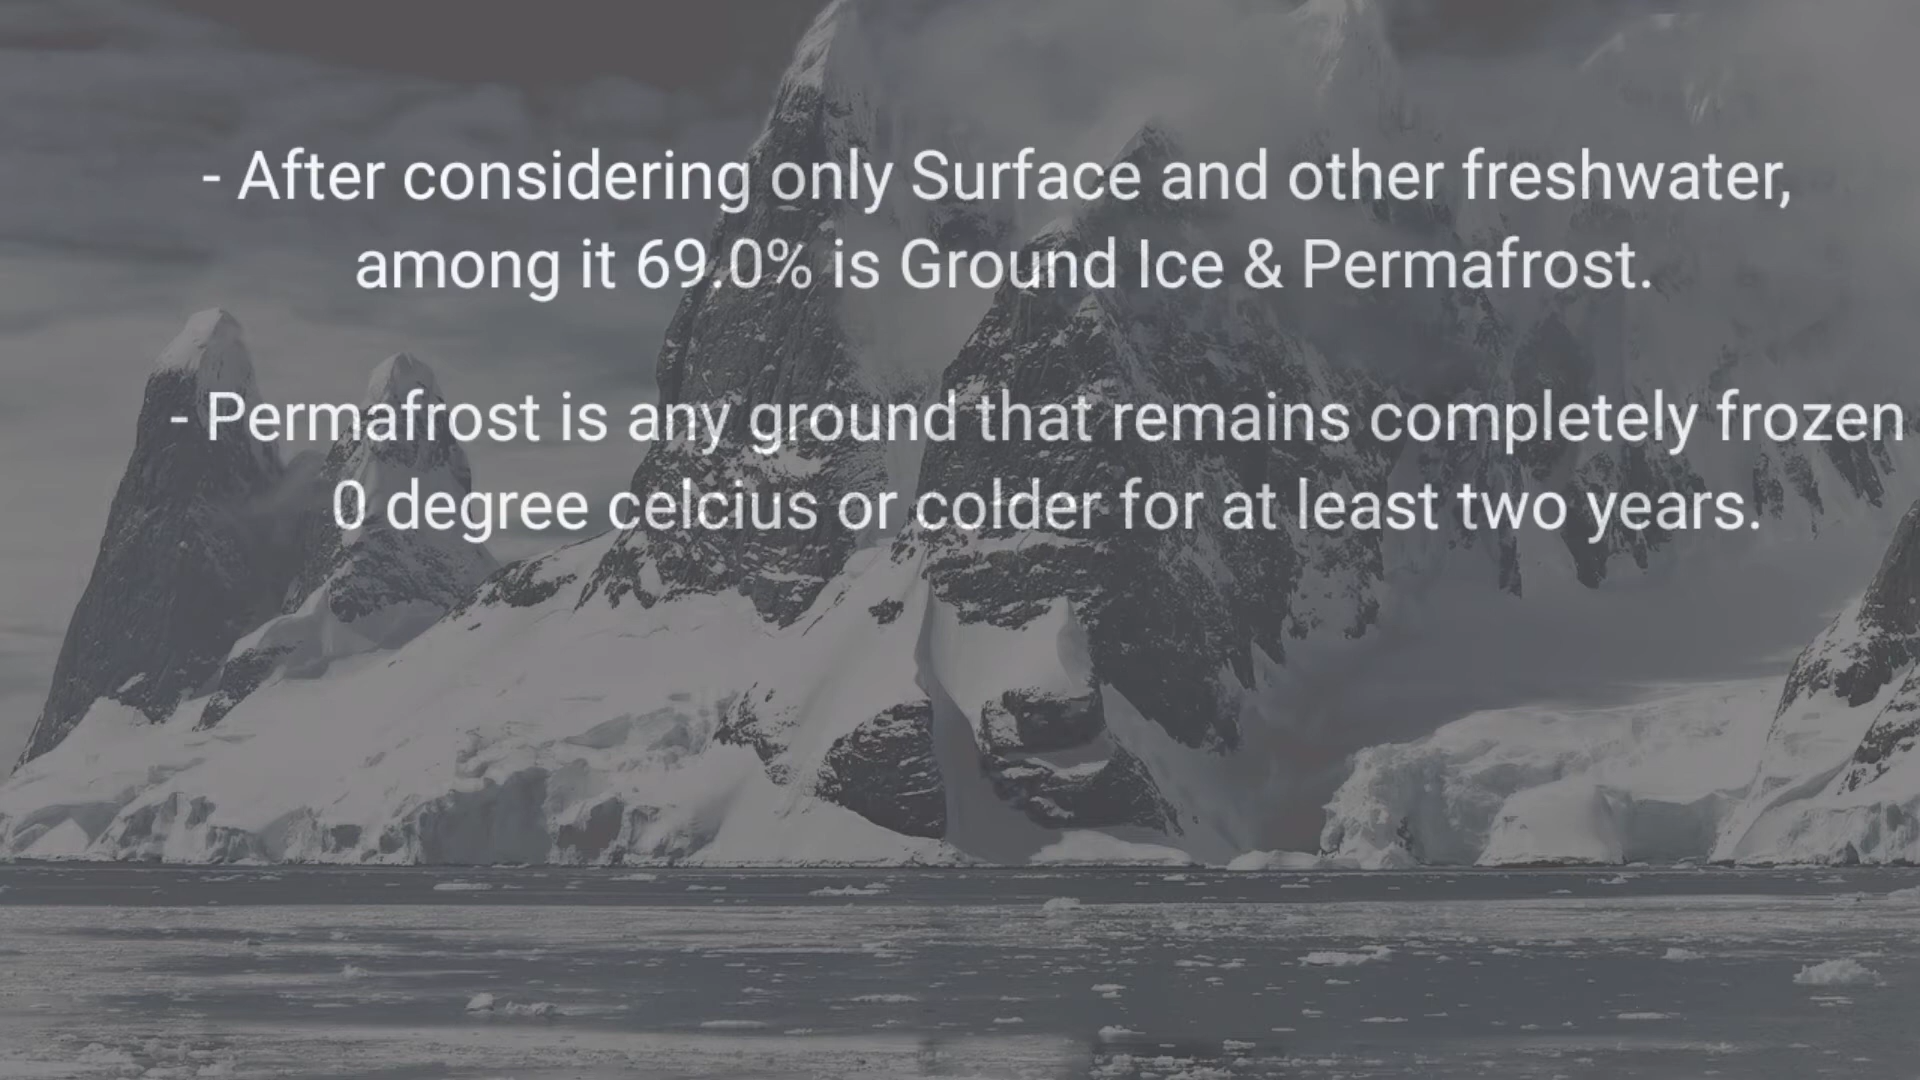 - After considering only Surface and other freshwater,
among it 69.0% is Ground Ice & Permafrost.
- Permafrost is any ground that remains completely frozen
0 degree celcius or colder for at least two years.